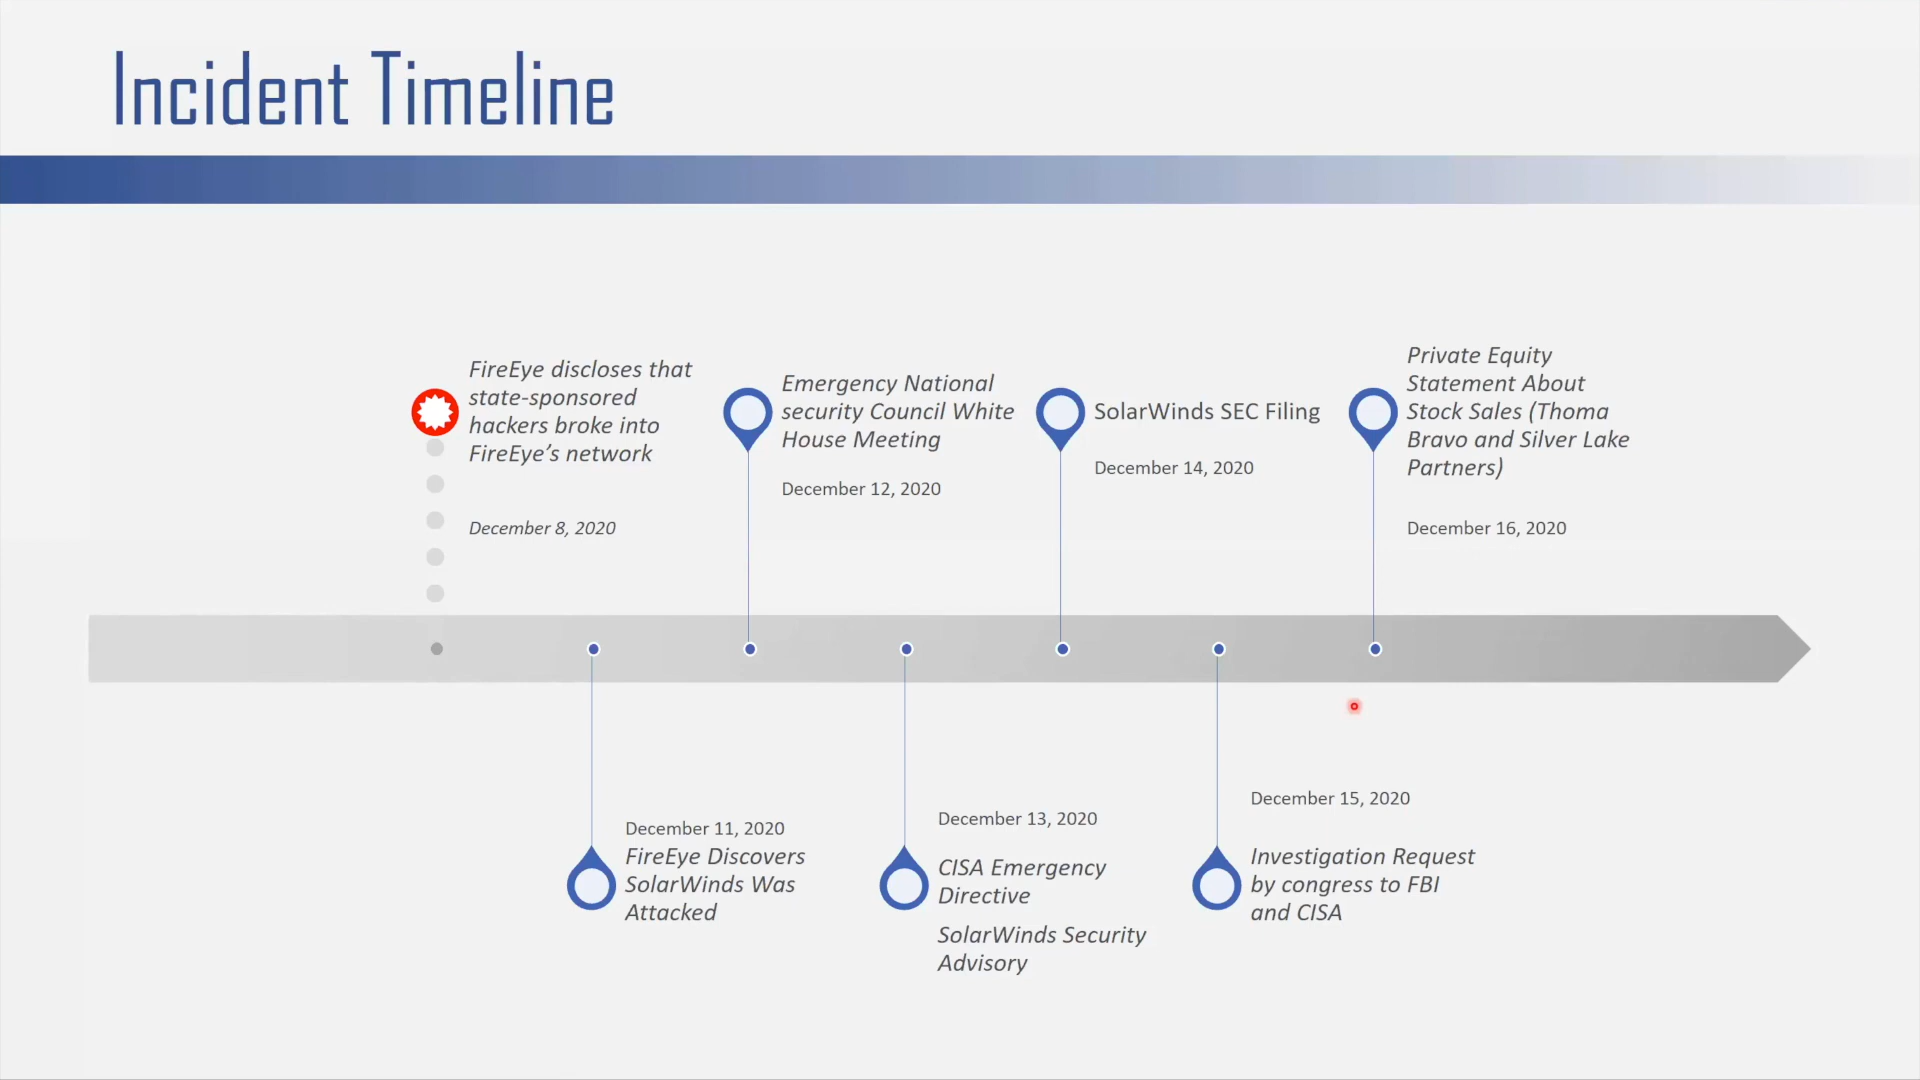 Incident Timeline
FireEye discloses that
state-sponsored
hackers broke into
FireEye’s network
December 8, 2020
Emergency National
security Council White
House Meeting
December 12, 2020
SolarWinds SEC Filing
December 14, 2020
Private Equity
Statement About
Stock Sales (Thoma
Bravo and Silver Lake
Partners)
December 16, 2020
December 11, 2020
FireEye Discovers
SolarWinds Was
Attacked
December 13, 2020
CISA Emergency
Directive
SolarWinds Security
Advisory
December 15, 2020
Investigation Request
by congress to FBI
and CISA